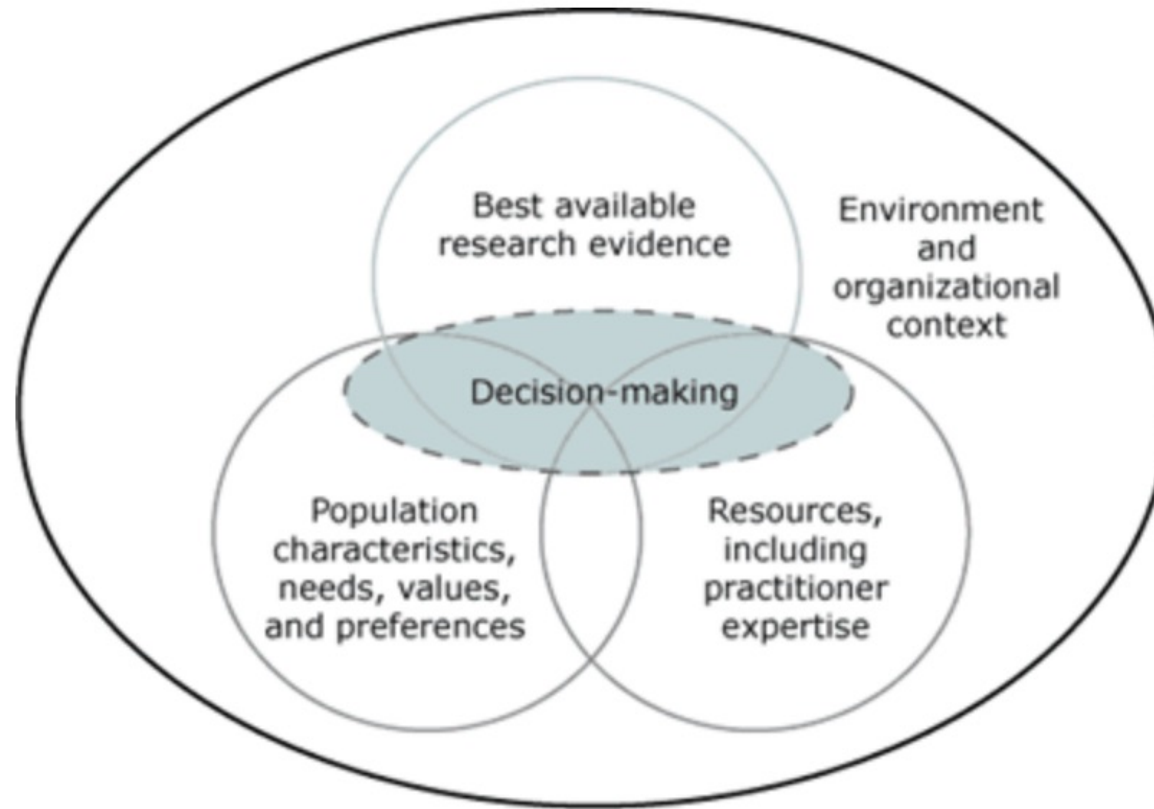 Best available
research evidence
Environment
and
organizational
context
Decision-making
Population
characteristics,
needs, values,
and preferences
Resources,
including
practitioner
expertise